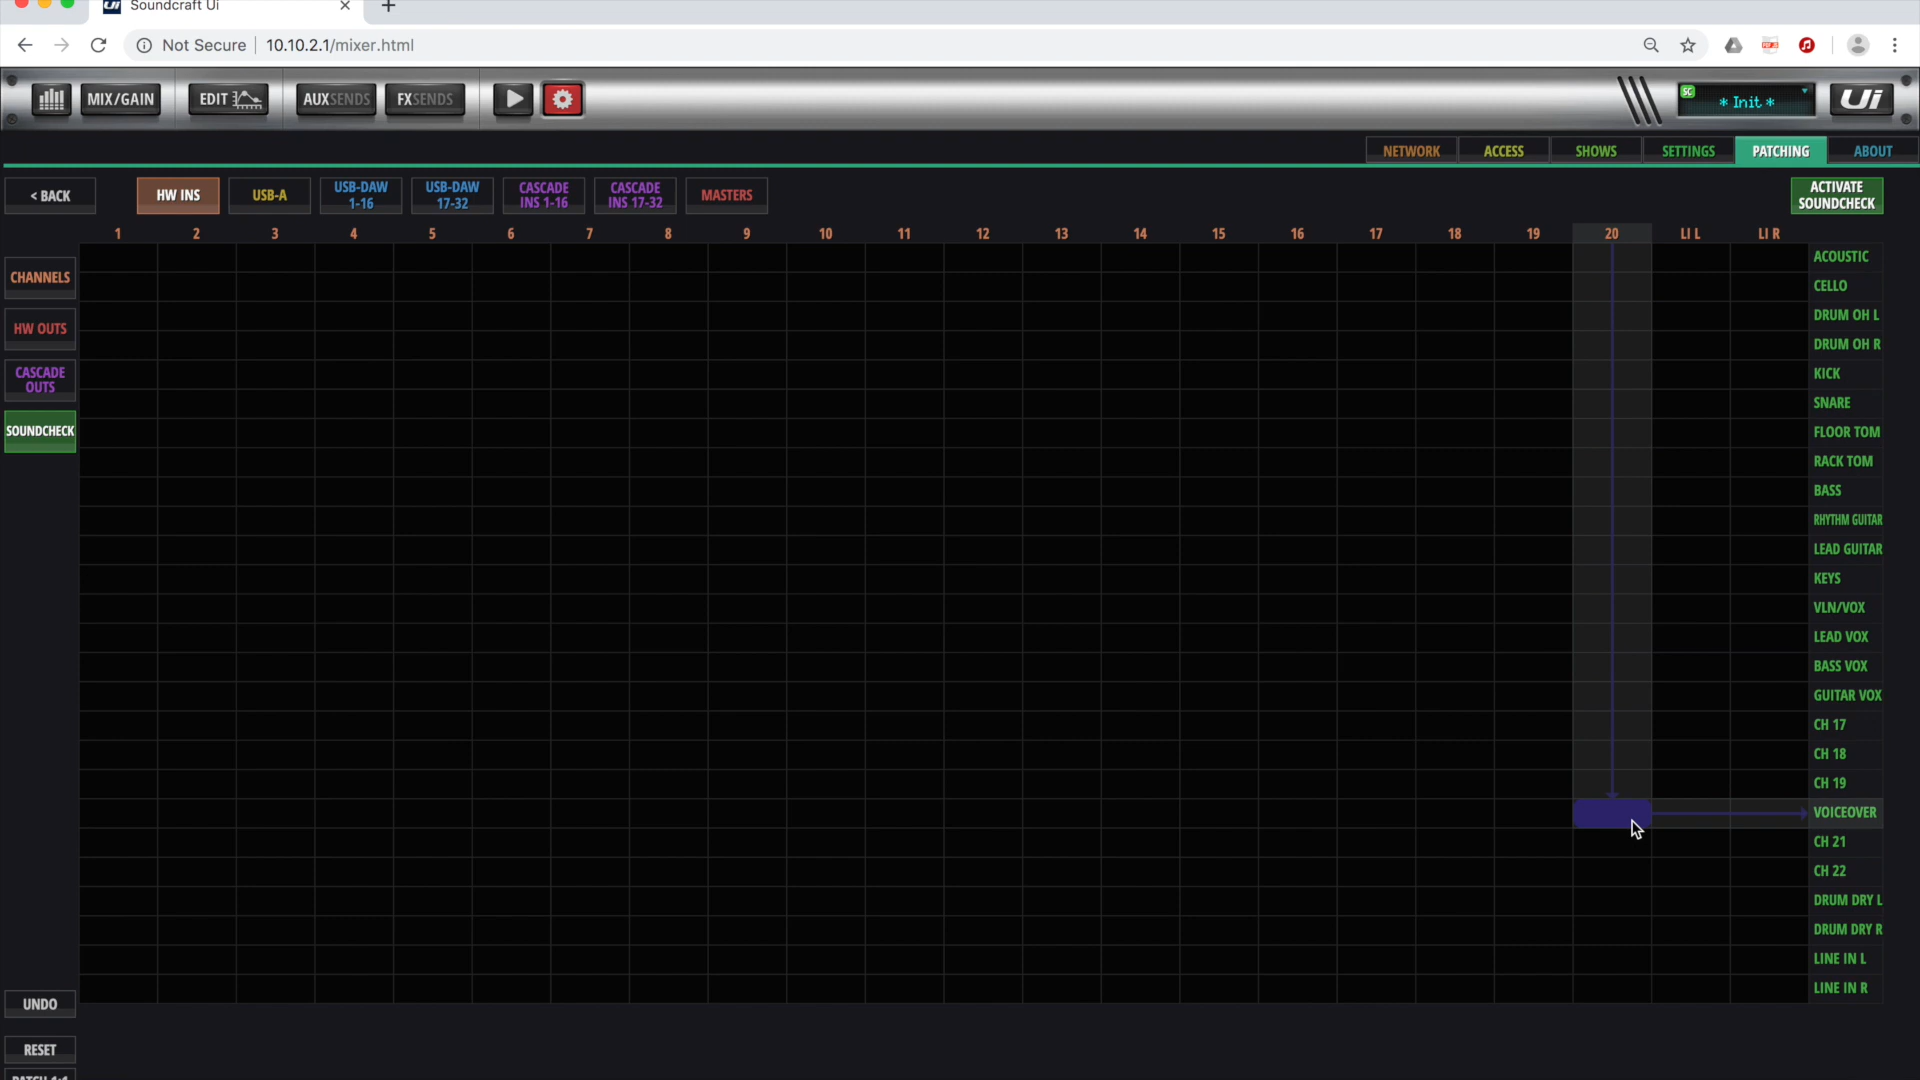 Soundcraft Ui
Not Secure 10.10.2.1/mixer.html
MIX/GAIN EDIT AUXSENDS FXSENDS SC * Init * Ui
NETWORK ACCESS SHOWS SETTINGS PATCHING ABOUT
< BACK
HW INS
USB-A
USB-DAW
1-16
USB-DAW
17-32
CASCADE
INS 1-16
CASCADE
INS 17-32
MASTERS
ACTIVATE
SOUNDCHECK
1 2 3 4 5 6 7 8 9 10 11 12 13 14 15 16 17 18 19 20 LI L LI R
CHANNELS
HW OUTS
CASCADE
OUTS
SOUNDCHECK
ACOUSTIC
CELLO
DRUM OH L
DRUM OH R
KICK
SNARE
FLOOR TOM
RACK TOM
BASS
RHYTHM GUITAR
LEAD GUITAR
KEYS
VLN/VOX
LEAD VOX
BASS VOX
GUITAR VOX
CH 17
CH 18
CH 19
VOICEOVER
CH 21
CH 22
DRUM DRY L
DRUM DRY R
LINE IN L
LINE IN R
UNDO
RESET
PATCH 1:1